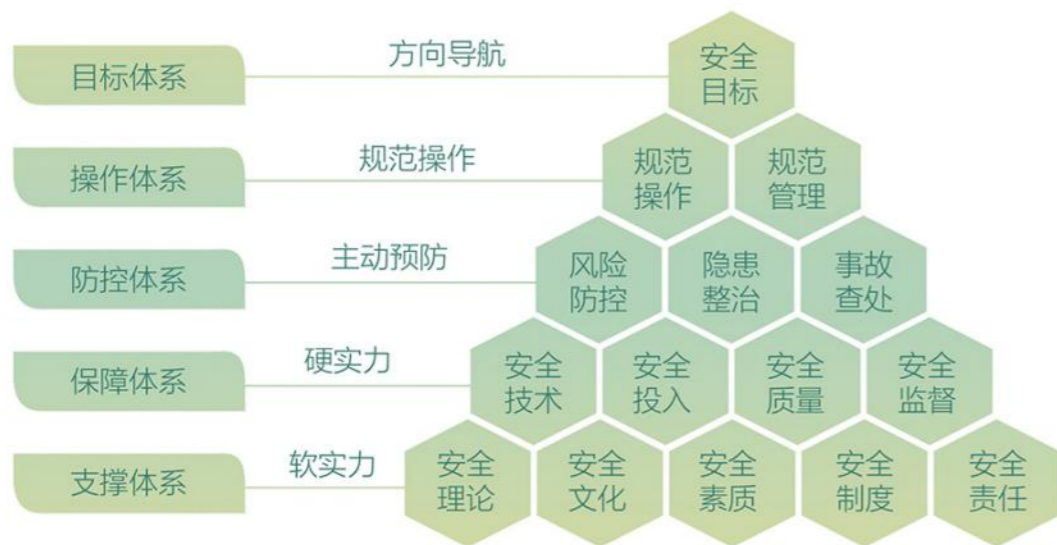 目标体系
方向导航
安全
目标
操作体系
规范操作
规范
操作
规范
管理
防控体系
主动预防
风险
防控
隐患
整治
事故
查处
保障体系
硬实力
安全
技术
安全
投入
安全
质量
安全
监督
支撑体系
软实力
安全
理论
安全
文化
安全
素质
安全
制度
安全
责任